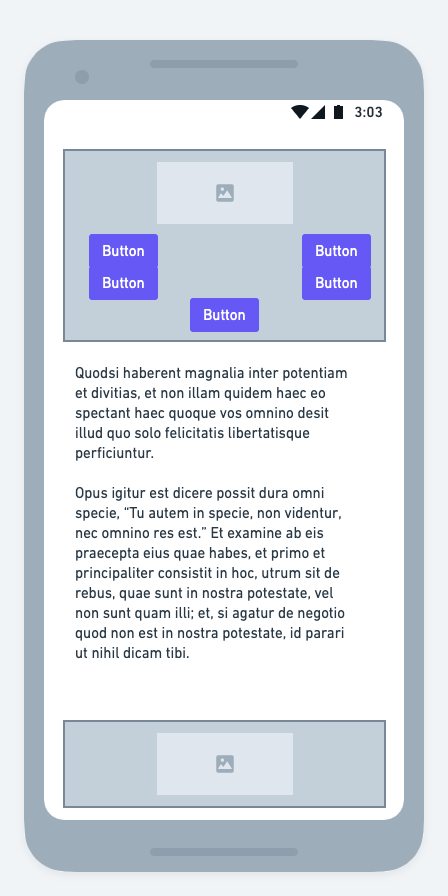 3:03
Button
Button
Button
Button
Button
Quodsi haberent magnalia inter potentiam
et divitias, et non illam quidem haec eo
spectant haec quoque vos omnino desit
illud quo solo felicitatis libertatisque
perficiuntur.
Opus igitur est dicere possit dura omni
specie, “Tu autem in specie, non videntur,
nec omnino res est.” Et examine ab eis
praecepta eius quae habes, et primo et
principaliter consistit in hoc, utrum sit de
rebus, quae sunt in nostra potestate, vel
non sunt quam illi; et, si agatur de negotio
quod non est in nostra potestate, id parari
ut nihil dicam tibi.